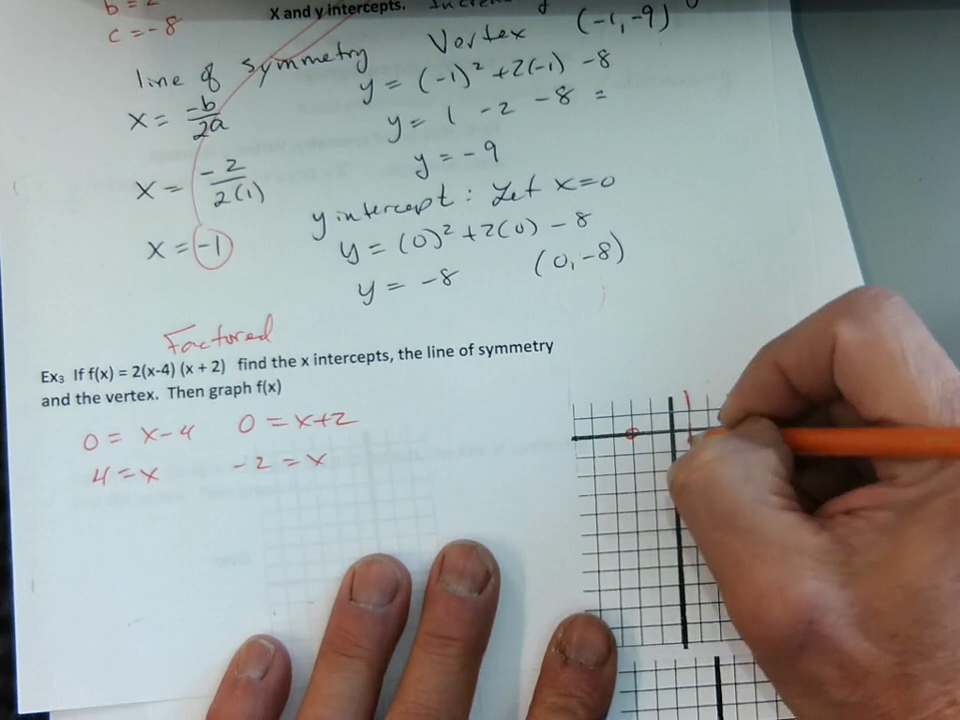 b = 2
c = -8
X and y intercepts.
Vertex (-1, -9)
line of symmetry
y = (-1)² + 2(-1) - 8
x = -b/2a
y = 1 - 2 - 8 =
y = -9
x = -2/2(1)
y intercept : Let x=0
y = (0)² + 2(0) - 8
x = -1
y = -8 (0, -8)
Factored
Ex3 If f(x) = 2(x-4) (x + 2) find the x intercepts, the line of symmetry
and the vertex. Then graph f(x)
0 = x-4 0 = x+2
4 = x -2 = x